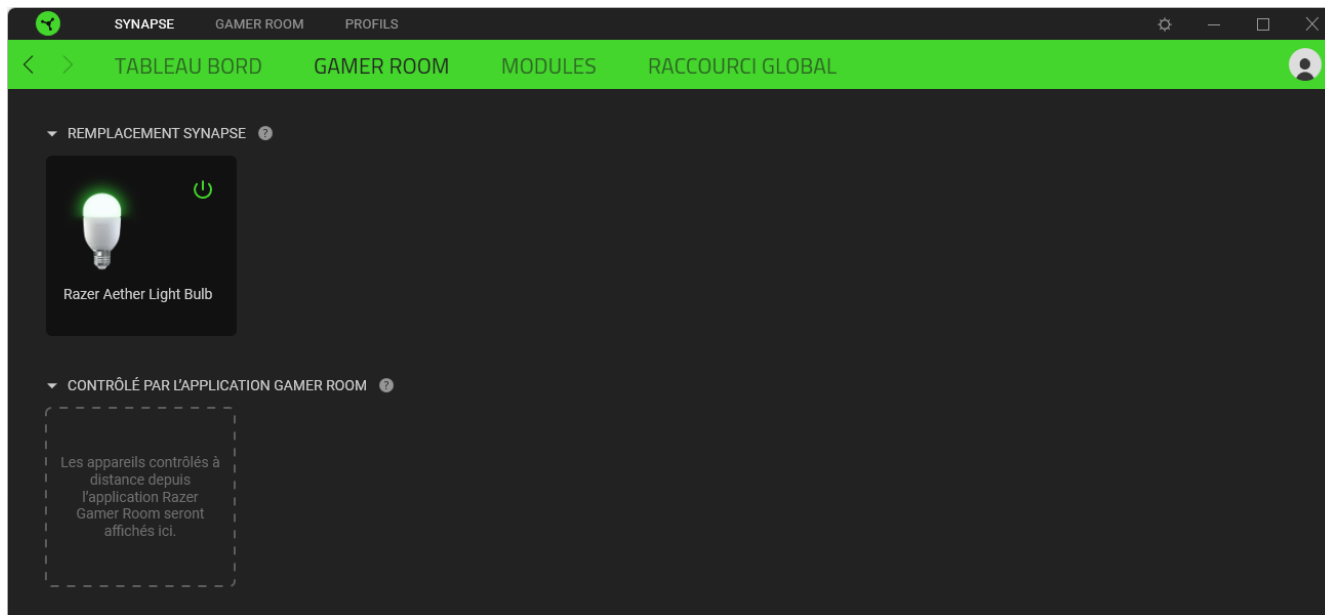 SYNAPSE GAMER ROOM PROFILS
TABLEAU BORD GAMER ROOM MODULES RACCOURCI GLOBAL
REMPLACEMENT SYNAPSE ?
Razer Aether Light Bulb
CONTRÔLÉ PAR L'APPLICATION GAMER ROOM ?
Les appareils contrôlés à
distance depuis
l'application Razer
Gamer Room seront
affichés ici.